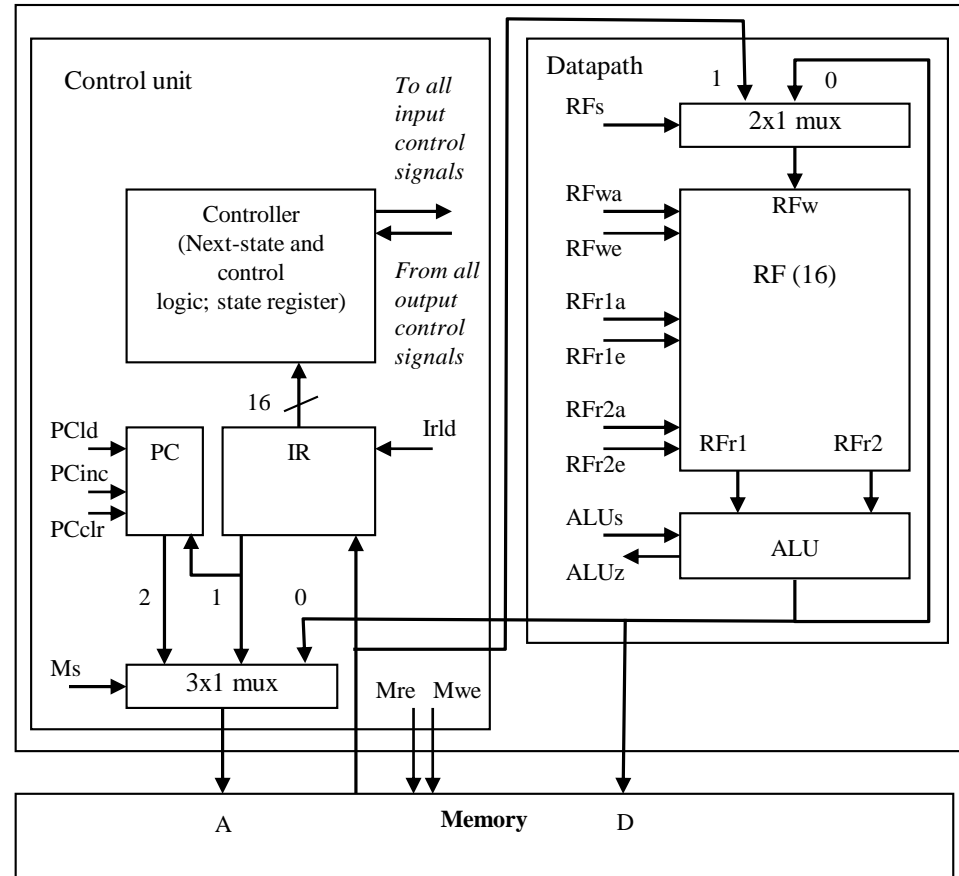 Control unit
To all
input
control
signals
Controller
(Next-state and
control
logic; state register)
From all
output
control
signals
16
PCld
PCinc
PCclr
PC
IR
Irld
2
1
0
Ms
3x1 mux
Mre
Mwe
Datapath
1
0
RFs
2x1 mux
RFwa
RFwe
RFw
RF (16)
RFr1a
RFr1e
RFr2a
RFr2e
RFr1
RFr2
ALUs
ALUz
ALU
A
Memory
D